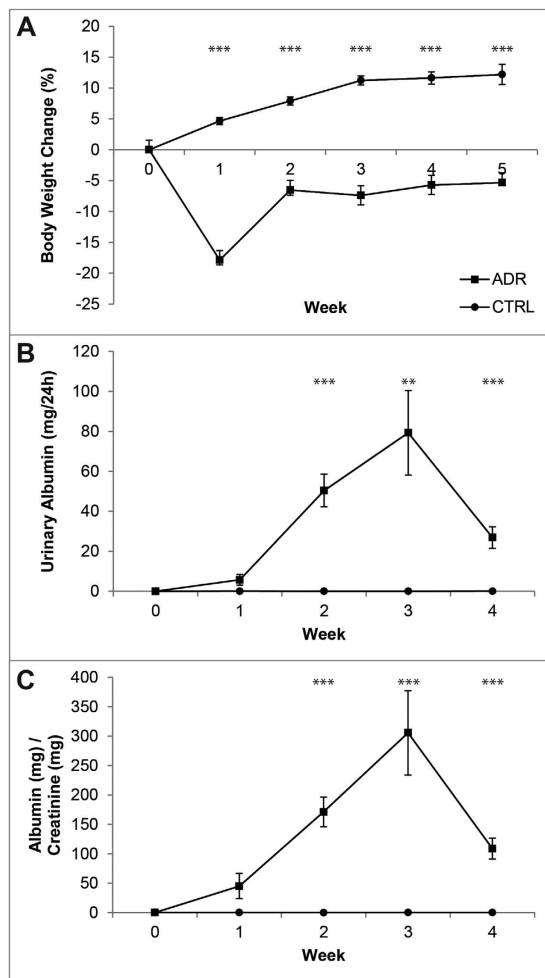 A
20
15
10
5
0
-5
-10
-15
-20
-25
Body Weight Change (%)
*** *** *** *** ***
0 1 2 3 4 5
Week
ADR
CTRL
B
120
100
80
60
40
20
0
Urinary Albumin (mg/24h)
*** ** ***
0 1 2 3 4
Week
C
400
350
300
250
200
150
100
50
0
Albumin (mg) /
Creatinine (mg)
*** *** ***
0 1 2 3 4
Week